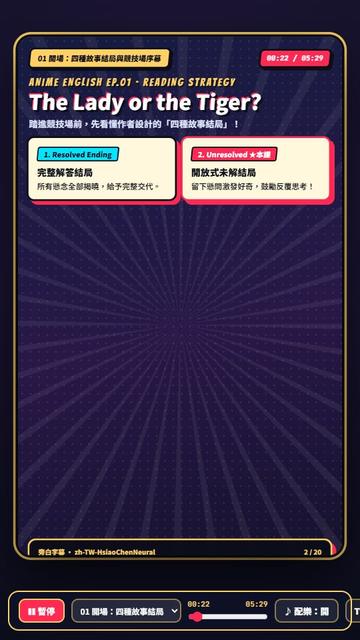 01 開場：四種故事結局與競技場序幕
00:22 / 05:29
ANIME ENGLISH EP.01 · READING STRATEGY
The Lady or the Tiger?
踏進競技場前，先看懂作者設計的「四種故事結局」！
1. Resolved Ending
完整解答結局
所有懸念全部揭曉，給予完整交代。
2. Unresolved ★本課
開放式未解結局
留下懸問激發好奇，鼓勵反覆思考！
旁白字幕 • zh-TW-HsiaoChenNeural
2 / 20
暫停
01 開場：四種故事結局
00:22
05:29
♪ 配樂：開